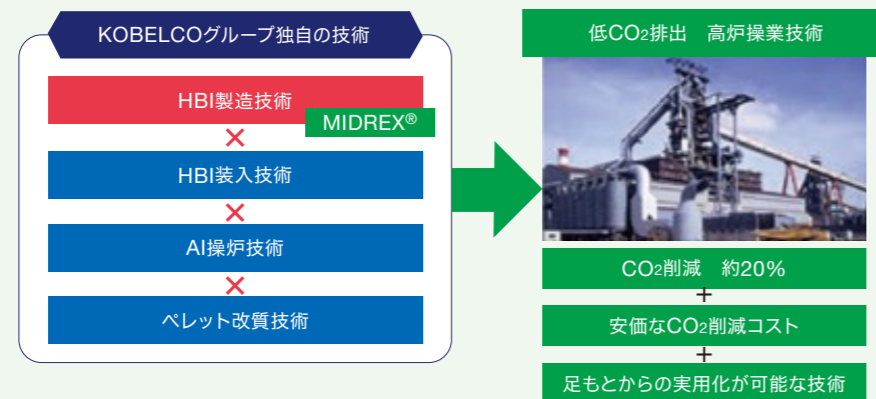 KOBELCOグループ独自の技術
HBI製造技術
MIDREX®
×
HBI装入技術
×
AI操炉技術
×
ペレット改質技術
低CO₂排出 高炉操業技術
CO₂削減 約20%
+
安価なCO₂削減コスト
+
足もとからの実用化が可能な技術